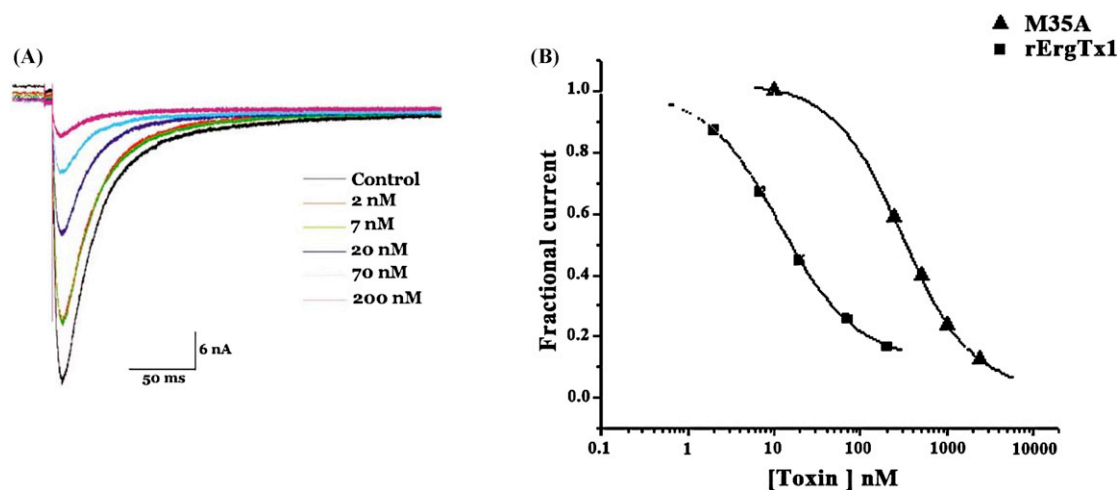 (A)
Control
2 nM
7 nM
20 nM
70 nM
200 nM
6 nA
50 ms
(B)
M35A
rErgTx1
Fractional current
1.0
0.8
0.6
0.4
0.2
0.0
0.1
1
10
100
1000
10000
[Toxin ] nM